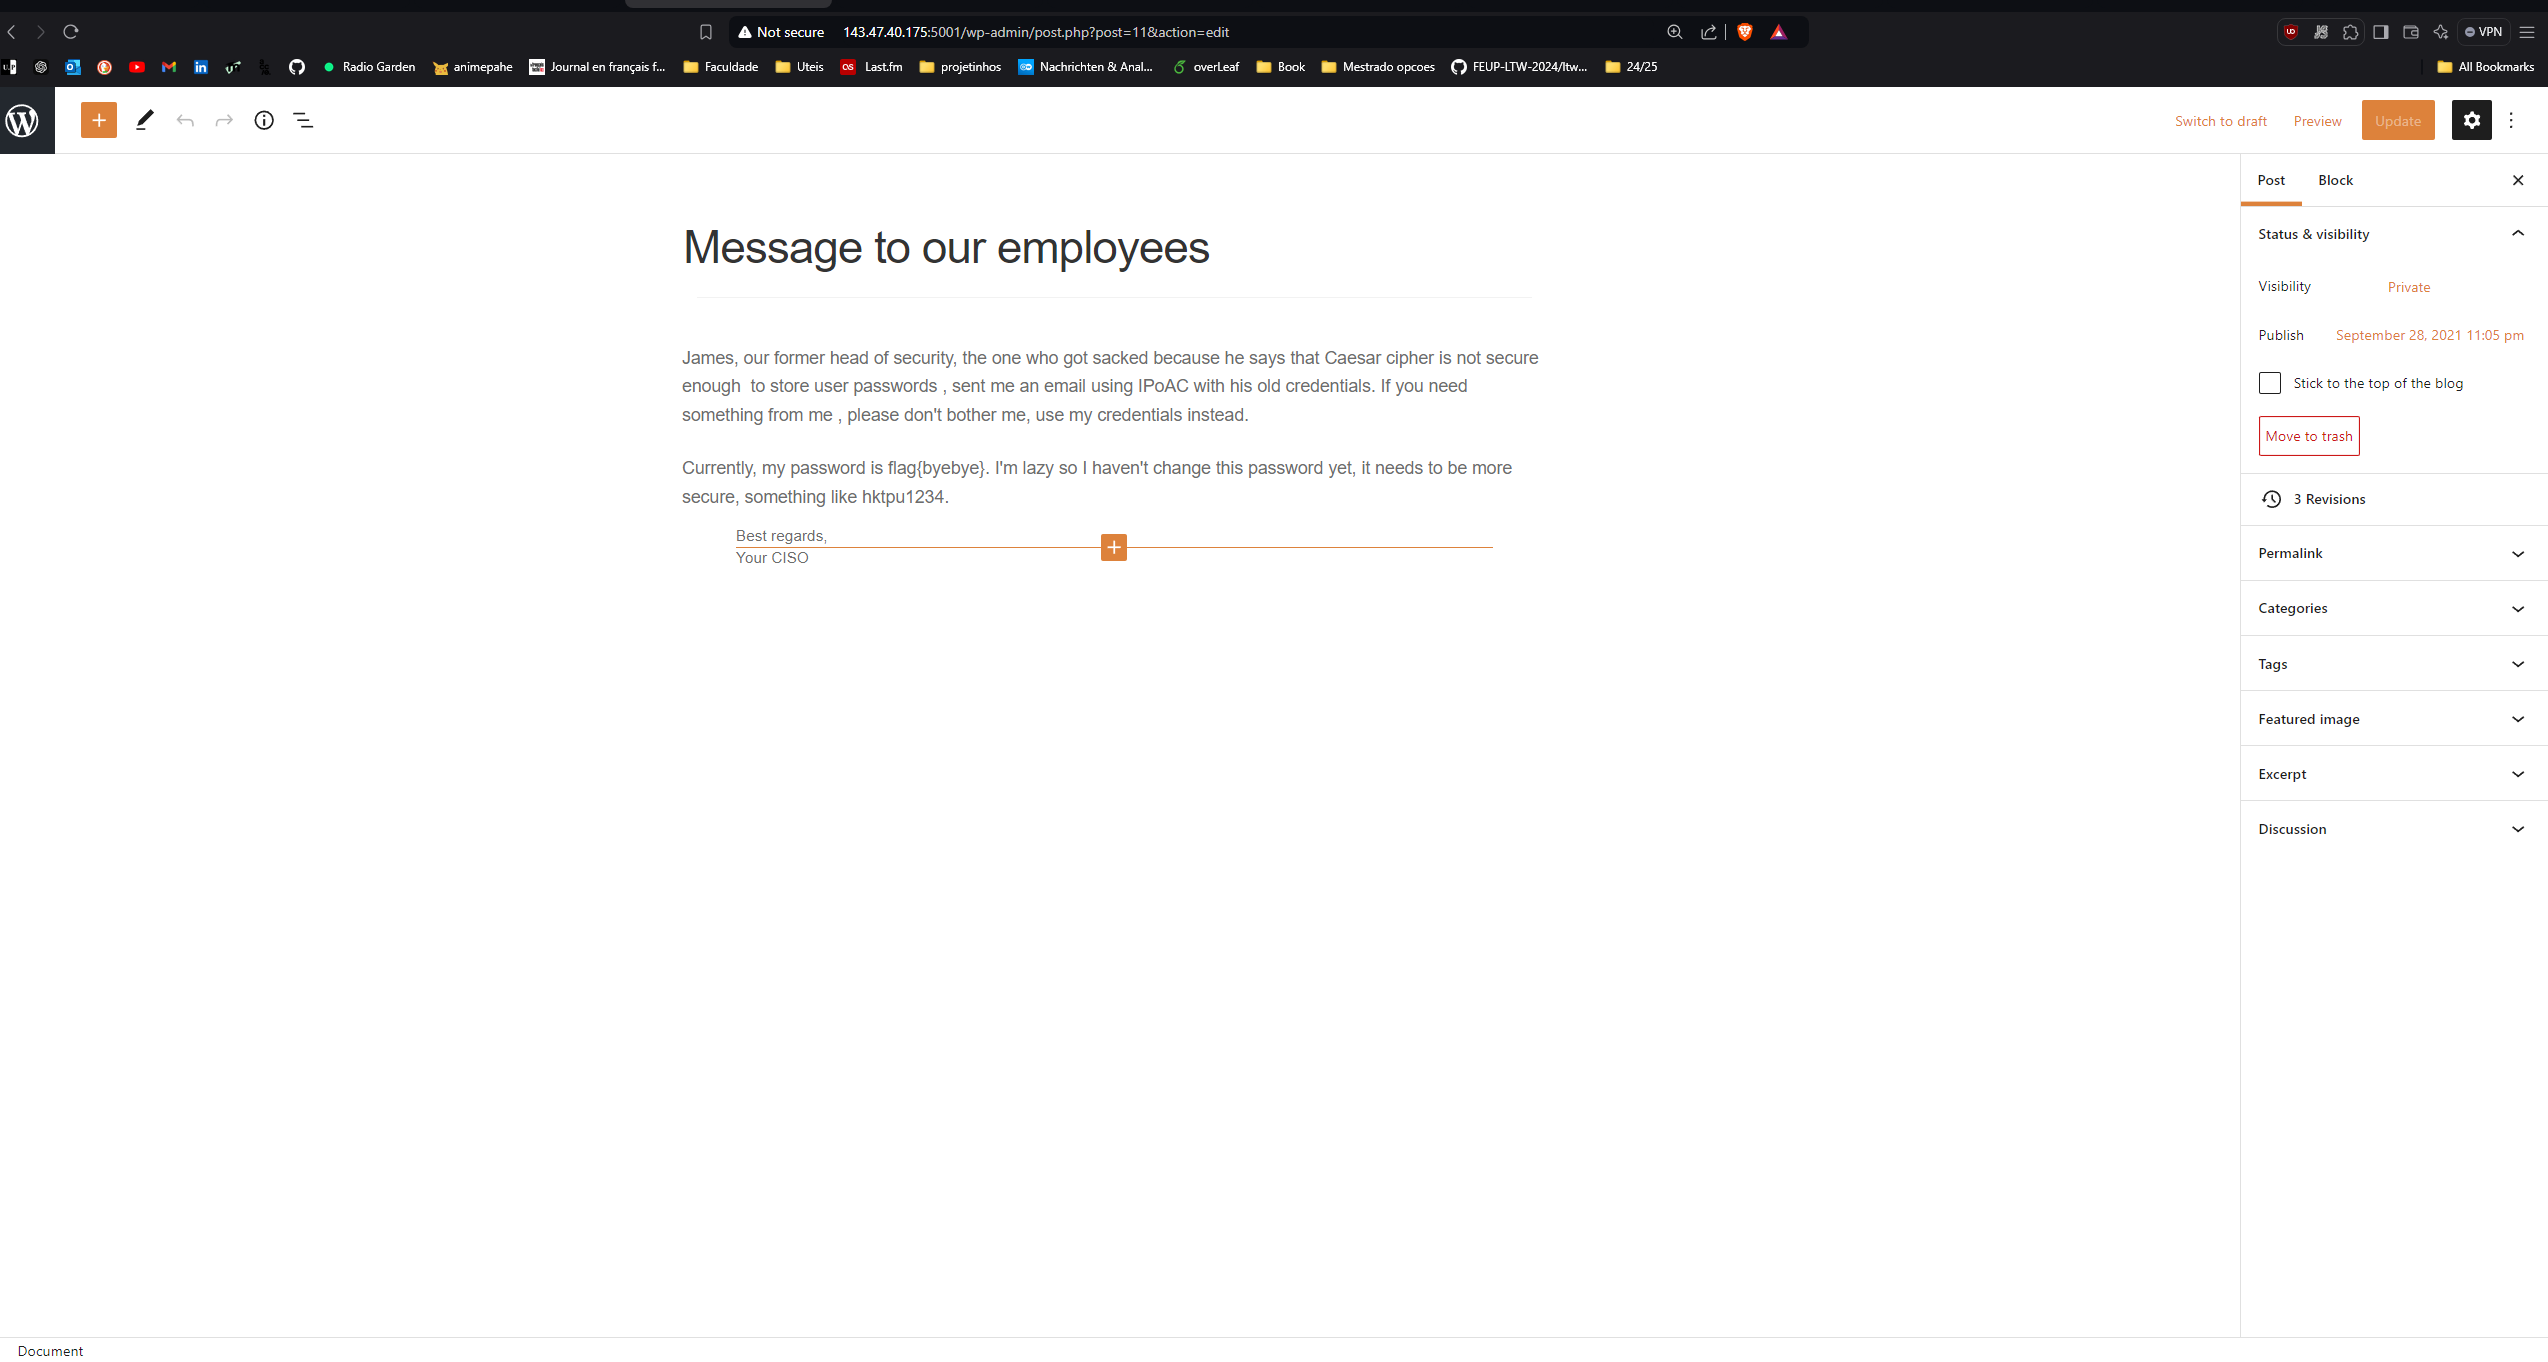 Not secure 143.47.40.175:5001/wp-admin/post.php?post=11&action=edit
VPN
Radio Garden animepahe Journal en français f... Faculdade Uteis Last.fm projetinhos Nachrichten & Anal... overLeaf Book Mestrado opcoes FEUP-LTW-2024/ltw... 24/25 All Bookmarks
Switch to draft Preview Update
Post Block
Message to our employees
Status & visibility
Visibility Private
Publish September 28, 2021 11:05 pm
Stick to the top of the blog
Move to trash
James, our former head of security, the one who got sacked because he says that Caesar cipher is not secure
enough  to store user passwords , sent me an email using IPoAC with his old credentials. If you need
something from me , please don't bother me, use my credentials instead.
Currently, my password is flag{byebye}. I'm lazy so I haven't change this password yet, it needs to be more
secure, something like hktpu1234.
Best regards,
Your CISO
3 Revisions
Permalink
Categories
Tags
Featured image
Excerpt
Discussion
Document